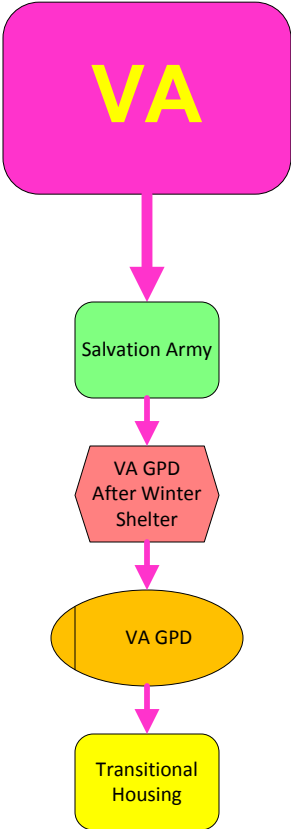 VA
Salvation Army
VA GPD
After Winter
Shelter
VA GPD
Transitional
Housing